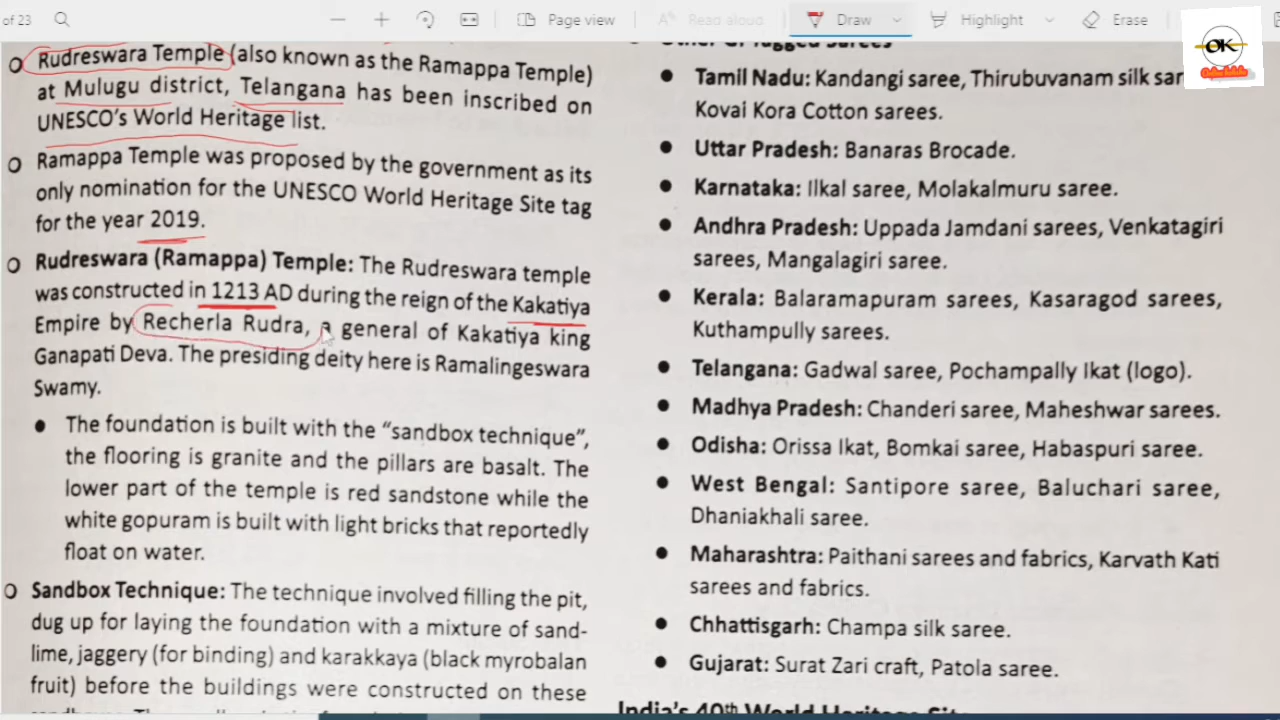 of 23
Page view
Read aloud
Draw
Highlight
Erase
OK
Rudreswara Temple (also known as the Ramappa Temple)
at Mulugu district, Telangana has been inscribed on
UNESCO's World Heritage list.
Ramappa Temple was proposed by the government as its
only nomination for the UNESCO World Heritage Site tag
for the year 2019.
Rudreswara (Ramappa) Temple: The Rudreswara temple
was constructed in 1213 AD during the reign of the Kakatiya
Empire by Recherla Rudra, a general of Kakatiya king
Ganapati Deva. The presiding deity here is Ramalingeswara
Swamy.
The foundation is built with the “sandbox technique”,
the flooring is granite and the pillars are basalt. The
lower part of the temple is red sandstone while the
white gopuram is built with light bricks that reportedly
float on water.
Sandbox Technique: The technique involved filling the pit,
dug up for laying the foundation with a mixture of sand-
lime, jaggery (for binding) and karakkaya (black myrobalan
fruit) before the buildings were constructed on these
Tamil Nadu: Kandangi saree, Thirubuvanam silk sar
Kovai Kora Cotton sarees.
Uttar Pradesh: Banaras Brocade.
Karnataka: Ilkal saree, Molakalmuru saree.
Andhra Pradesh: Uppada Jamdani sarees, Venkatagiri
sarees, Mangalagiri saree.
Kerala: Balaramapuram sarees, Kasaragod sarees,
Kuthampully sarees.
Telangana: Gadwal saree, Pochampally Ikat (logo).
Madhya Pradesh: Chanderi saree, Maheshwar sarees.
Odisha: Orissa Ikat, Bomkai saree, Habaspuri saree.
West Bengal: Santipore saree, Baluchari saree,
Dhaniakhali saree.
Maharashtra: Paithani sarees and fabrics, Karvath Kati
sarees and fabrics.
Chhattisgarh: Champa silk saree.
Gujarat: Surat Zari craft, Patola saree.
India's 40th World Heritage Site